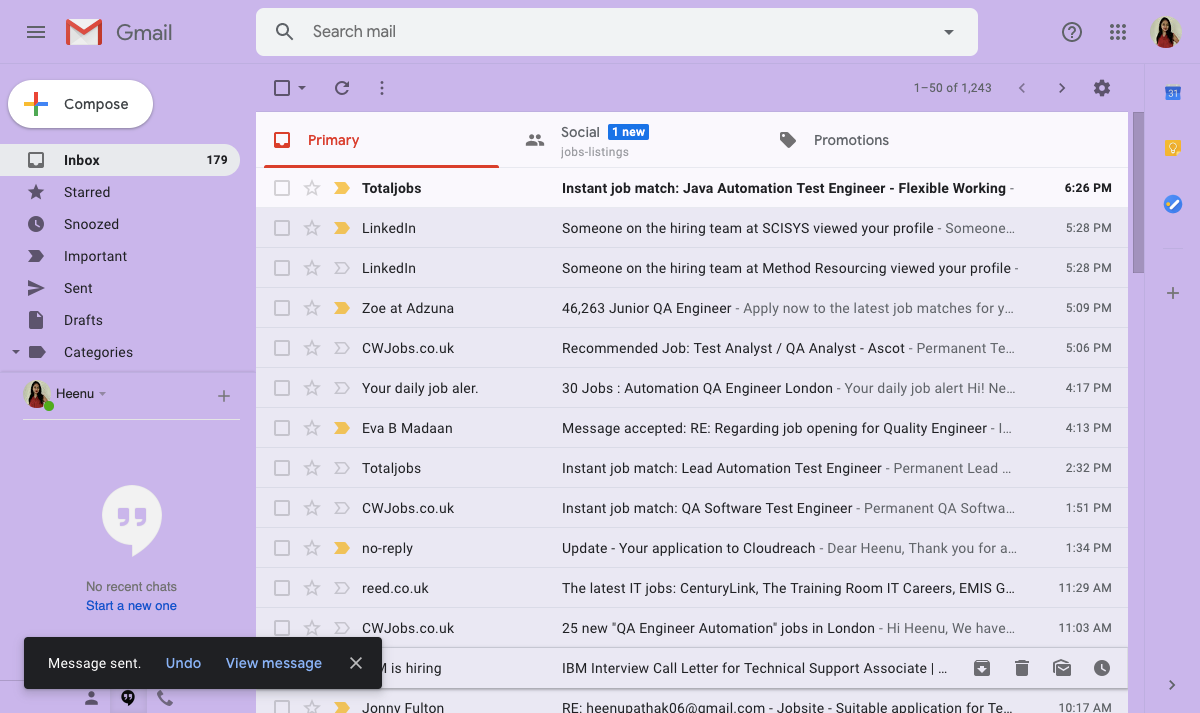 Gmail
Search mail
Compose
1–50 of 1,243
Inbox 179
Starred
Snoozed
Important
Sent
Drafts
Categories
Heenu
No recent chats
Start a new one
Primary
Social 1 new
jobs-listings
Promotions
31
Totaljobs Instant job match: Java Automation Test Engineer - Flexible Working - 6:26 PM
LinkedIn Someone on the hiring team at SCISYS viewed your profile - Someone… 5:28 PM
LinkedIn Someone on the hiring team at Method Resourcing viewed your profile - 5:28 PM
Zoe at Adzuna 46,263 Junior QA Engineer - Apply now to the latest job matches for y… 5:09 PM
CWJobs.co.uk Recommended Job: Test Analyst / QA Analyst - Ascot - Permanent Te… 5:06 PM
Your daily job aler. 30 Jobs : Automation QA Engineer London - Your daily job alert Hi! Ne… 4:17 PM
Eva B Madaan Message accepted: RE: Regarding job opening for Quality Engineer - I… 4:13 PM
Totaljobs Instant job match: Lead Automation Test Engineer - Permanent Lead … 2:32 PM
CWJobs.co.uk Instant job match: QA Software Test Engineer - Permanent QA Softwa… 1:51 PM
no-reply Update - Your application to Cloudreach - Dear Heenu, Thank you for a… 1:34 PM
reed.co.uk The latest IT jobs: CenturyLink, The Training Room IT Careers, EMIS G… 11:29 AM
CWJobs.co.uk 25 new "QA Engineer Automation" jobs in London - Hi Heenu, We have… 11:03 AM
is hiring IBM Interview Call Letter for Technical Support Associate | …
Jonny Fulton RE: heenupathak06@gmail.com - Jobsite - Suitable application for Te… 10:17 AM
Message sent. Undo View message